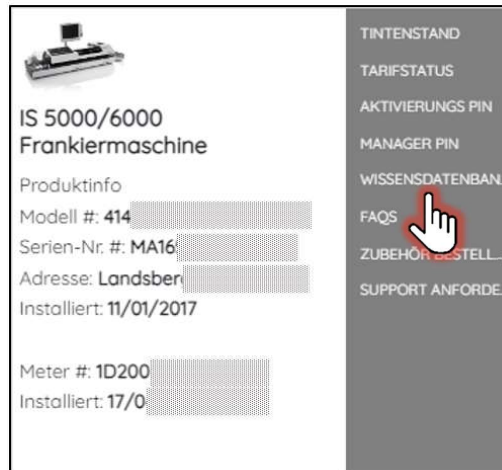 IS 5000/6000
Frankiermaschine
Produktinfo
Modell #: 414
Serien-Nr. #: MA16
Adresse: Landsber
Installiert: 11/01/2017
Meter #: 1D200
Installiert: 17/0
TINTENSTAND
TARIFSTATUS
AKTIVIERUNGS PIN
MANAGER PIN
WISSENSDATENBAN...
FAQS
ZUBEHÖR BESTELL...
SUPPORT ANFORDE...